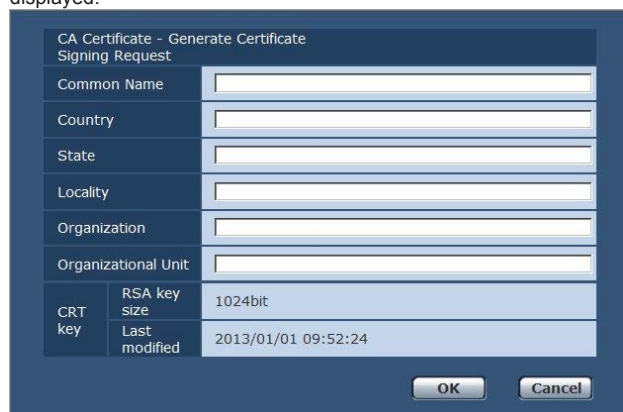 displayed.
CA Certificate - Generate Certificate
Signing Request
Common Name
Country
State
Locality
Organization
Organizational Unit
CRT key
RSA key size
1024bit
Last modified
2013/01/01 09:52:24
OK
Cancel